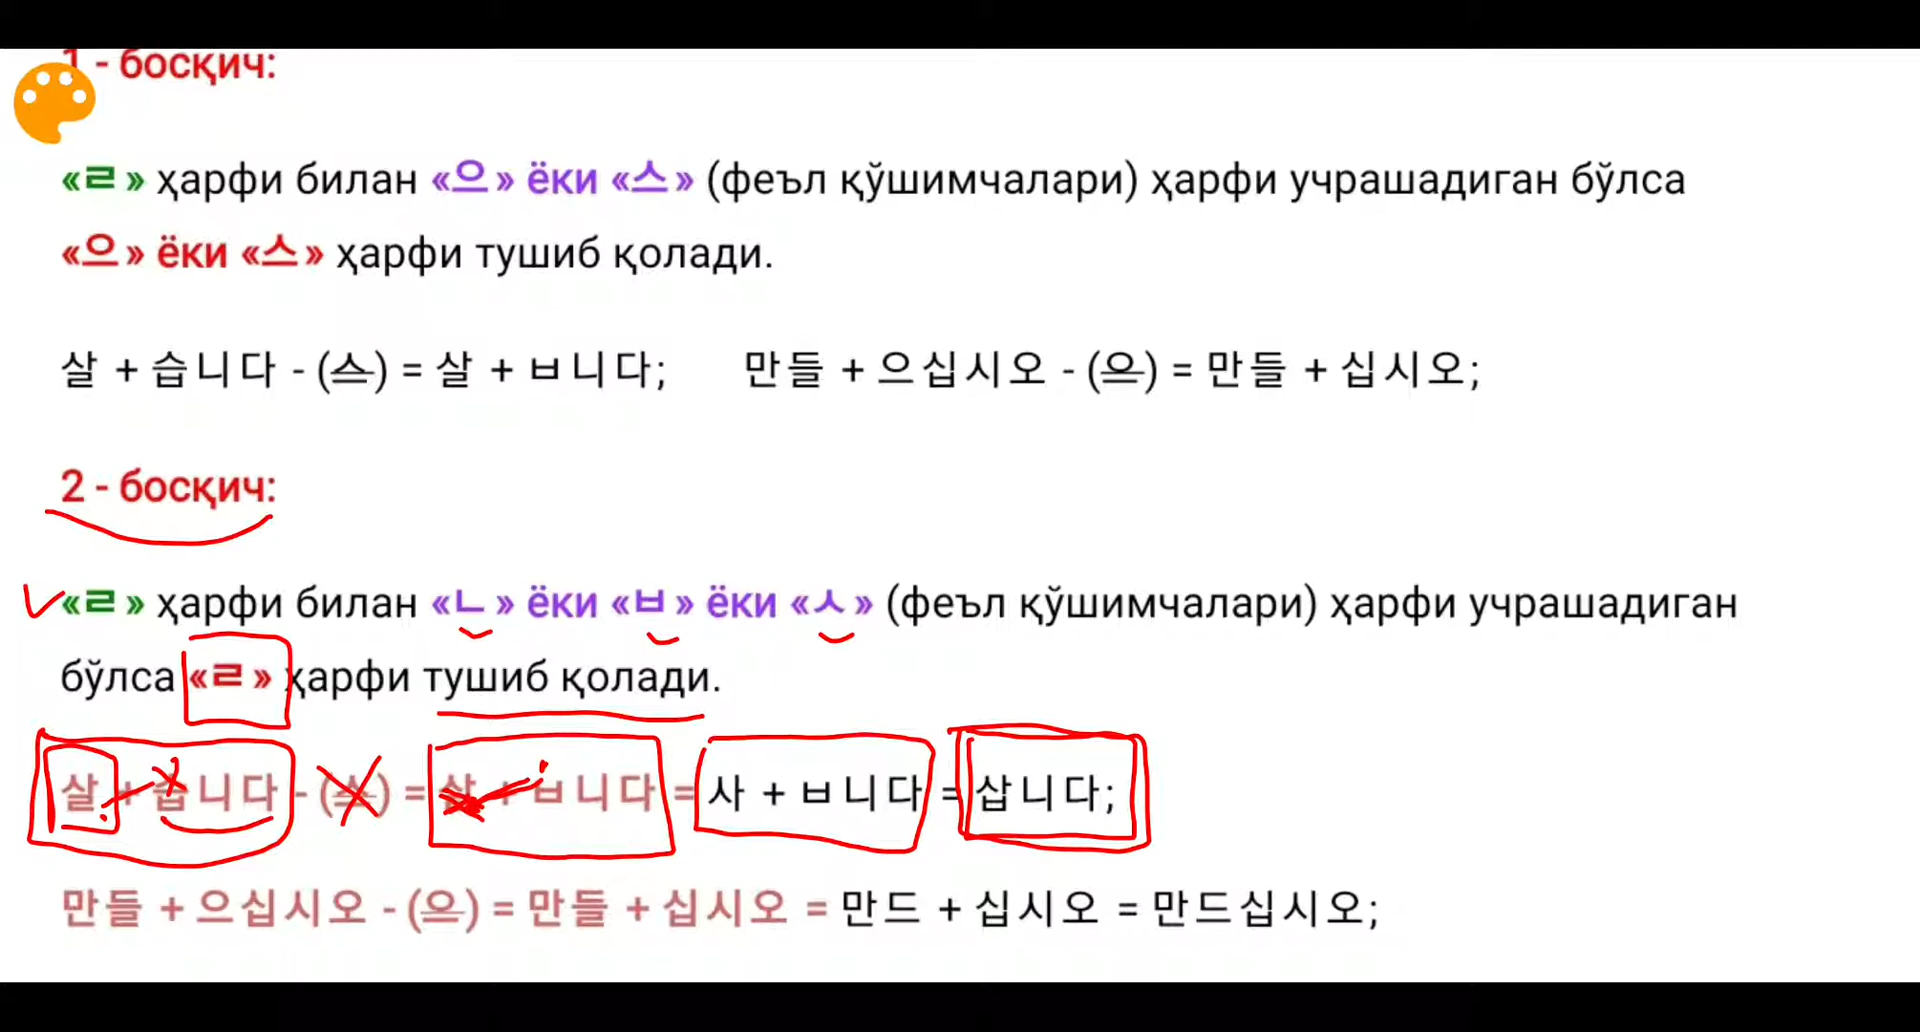 1 - босқич:
«ㄹ» ҳарфи билан «으» ёки «스» (феъл қўшимчалари) ҳарфи учрашадиган бўлса
«으» ёки «스» ҳарфи тушиб қолади.
살 + 습니다 - (스) = 살 + ㅂ니다; 만들 + 으십시오 - (으) = 만들 + 십시오;
2 - босқич:
«ㄹ» ҳарфи билан «ㄴ» ёки «ㅂ» ёки «ㅅ» (феъл қўшимчалари) ҳарфи учрашадиган
бўлса «ㄹ» ҳарфи тушиб қолади.
살 + 습니다 - (스) = 살 + ㅂ니다 = 사 + ㅂ니다 = 삽니다;
만들 + 으십시오 - (으) = 만들 + 십시오 = 만드 + 십시오 = 만드십시오;